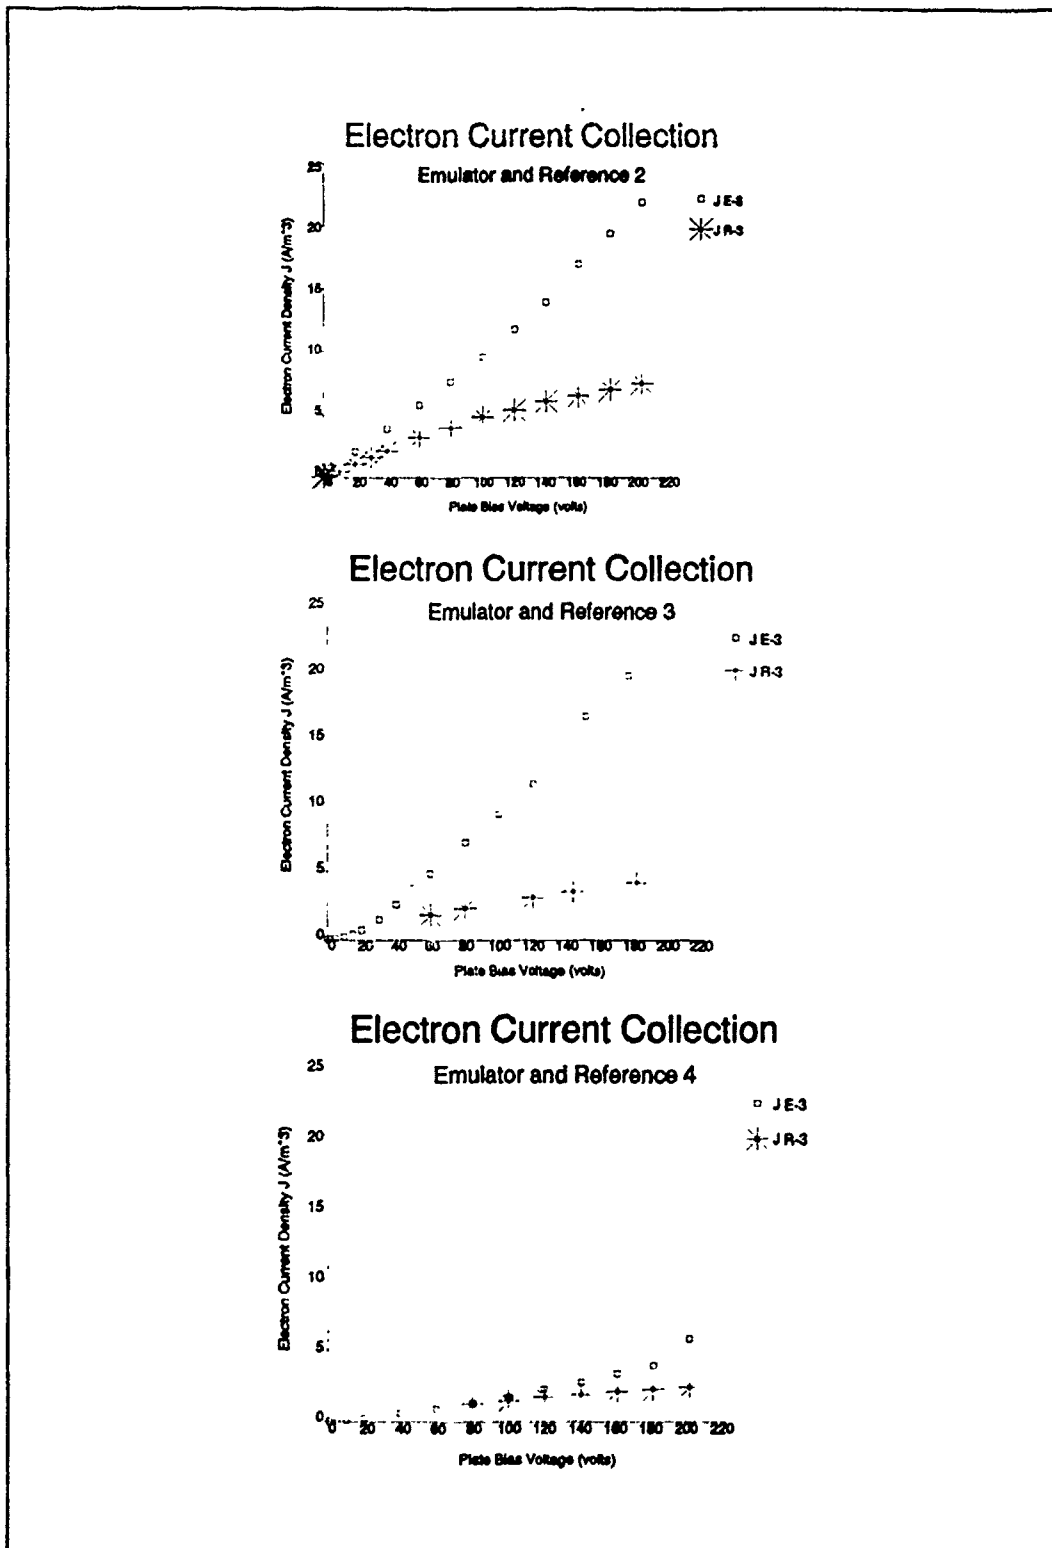 Electron Current Collection
Emulator and Reference 2
25
20
15
10
5
0
Electron Current Density J (A/m^3)
J E-3
J R-3
0 20 40 60 80 100 120 140 160 180 200 220
Plate Bias Voltage (volts)
Electron Current Collection
Emulator and Reference 3
25
20
15
10
5
0
Electron Current Density J (A/m^3)
J E-3
J R-3
0 20 40 60 80 100 120 140 160 180 200 220
Plate Bias Voltage (volts)
Electron Current Collection
Emulator and Reference 4
25
20
15
10
5
0
Electron Current Density J (A/m^3)
J E-3
J R-3
0 20 40 60 80 100 120 140 160 180 200 220
Plate Bias Voltage (volts)